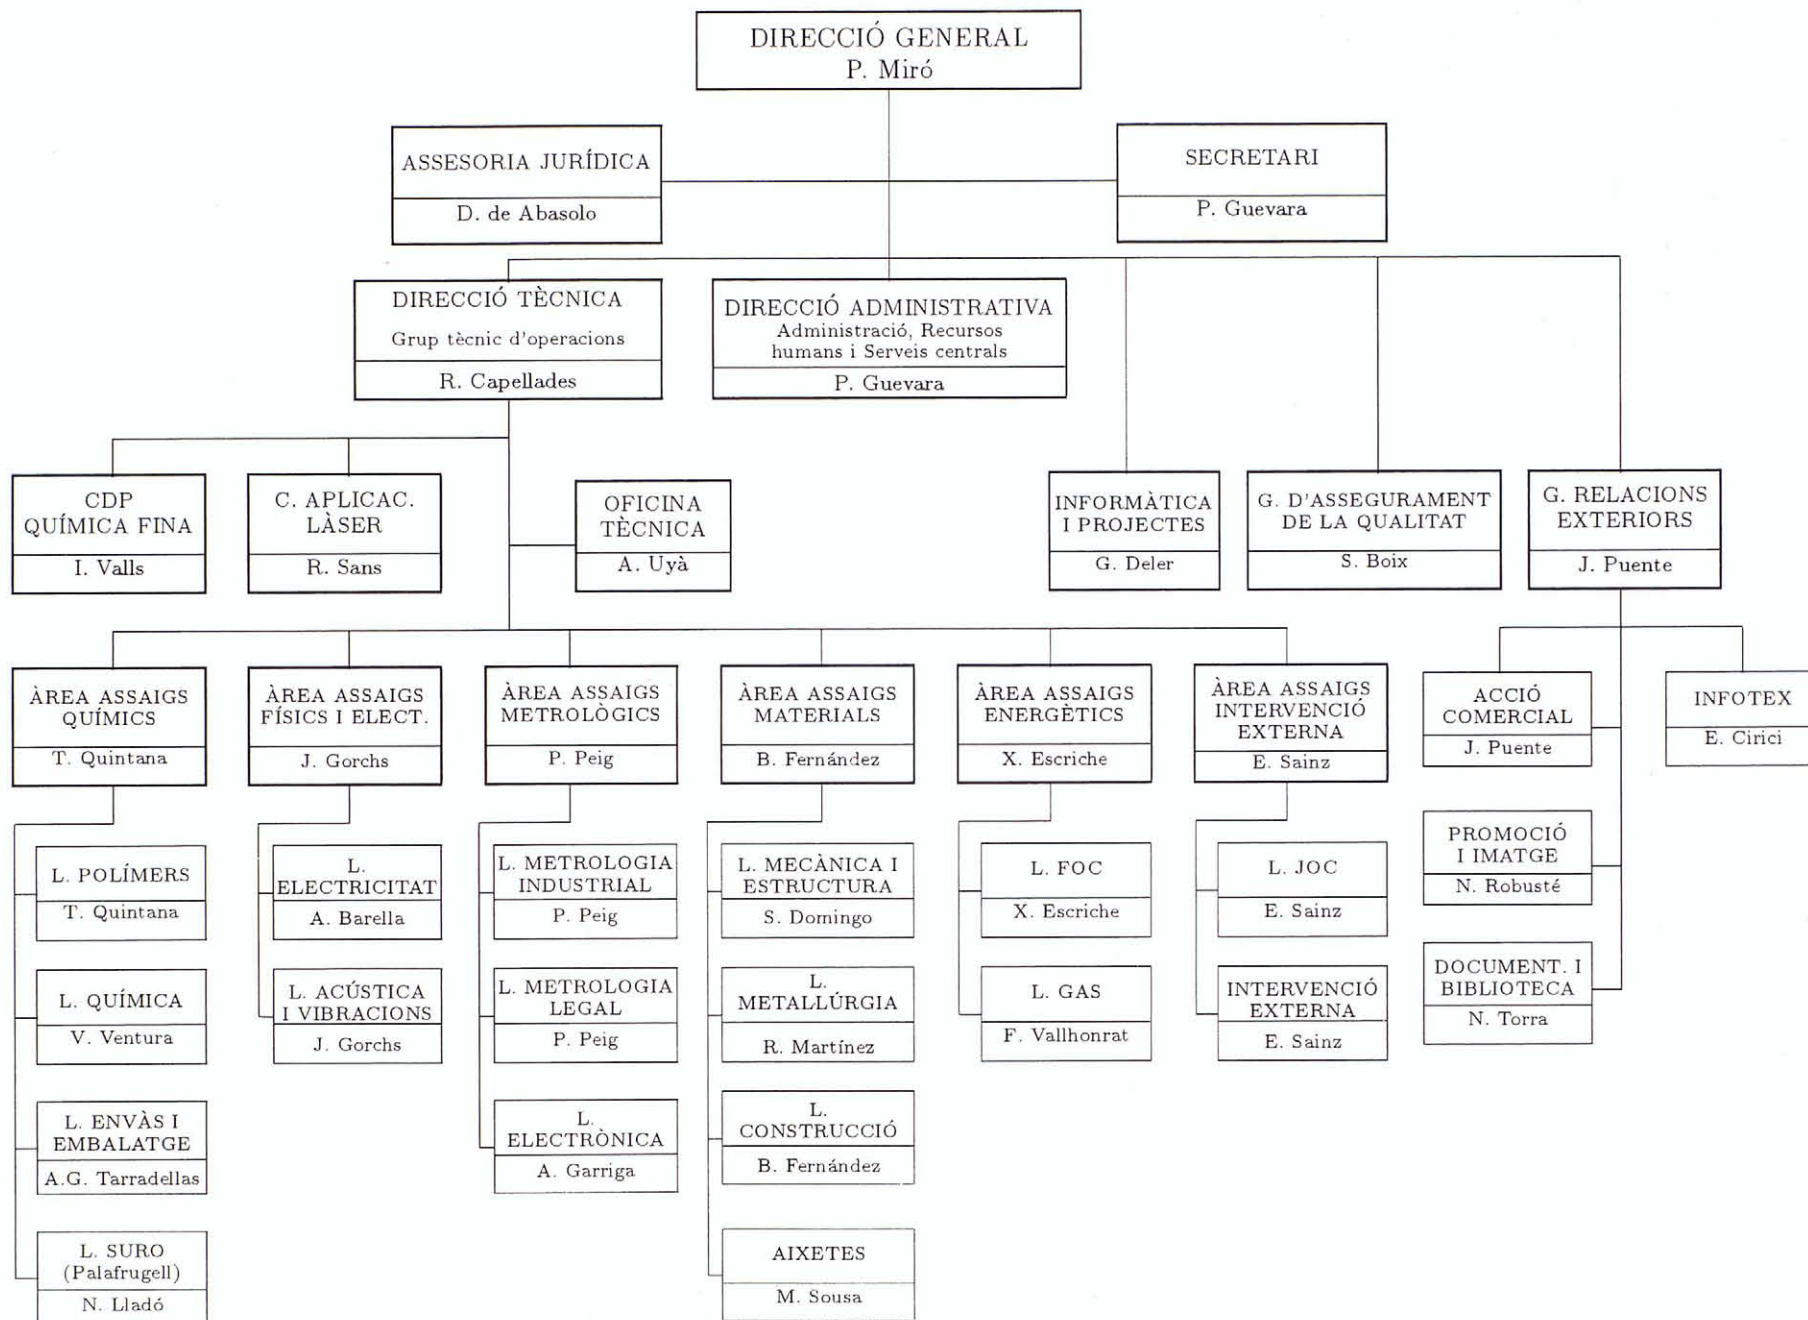 DIRECCIÓ GENERAL
P. Miró
ASSESORIA JURÍDICA
D. de Abasolo
SECRETARI
P. Guevara
DIRECCIÓ TÈCNICA
Grup tècnic d'operacions
R. Capellades
DIRECCIÓ ADMINISTRATIVA
Administració, Recursos
humans i Serveis centrals
P. Guevara
CDP
QUÍMICA FINA
I. Valls
C. APLICAC.
LÀSER
R. Sans
OFICINA
TÈCNICA
A. Uyà
INFORMÀTICA
I PROJECTES
G. Deler
G. D'ASSEGURAMENT
DE LA QUALITAT
S. Boix
G. RELACIONS
EXTERIORS
J. Puente
ÀREA ASSAIGS
QUÍMICS
T. Quintana
ÀREA ASSAIGS
FÍSICS I ELECT.
J. Gorchs
ÀREA ASSAIGS
METROLÒGICS
P. Peig
ÀREA ASSAIGS
MATERIALS
B. Fernández
ÀREA ASSAIGS
ENERGÈTICS
X. Escriche
ÀREA ASSAIGS
INTERVENCIÓ
EXTERNA
E. Sainz
ACCIÓ
COMERCIAL
J. Puente
INFOTEX
E. Cirici
L. POLÍMERS
T. Quintana
L.
ELECTRICITAT
A. Barella
L. METROLOGIA
INDUSTRIAL
P. Peig
L. MECÀNICA I
ESTRUCTURA
S. Domingo
L. FOC
X. Escriche
L. JOC
E. Sainz
PROMOCIÓ
I IMATGE
N. Robusté
L. QUÍMICA
V. Ventura
L. ACÚSTICA
I VIBRACIONS
J. Gorchs
L. METROLOGIA
LEGAL
P. Peig
L.
METALLÚRGIA
R. Martínez
L. GAS
F. Vallhonrat
INTERVENCIÓ
EXTERNA
E. Sainz
DOCUMENT. I
BIBLIOTECA
N. Torra
L. ENVÀS I
EMBALATGE
A.G. Tarradellas
L.
ELECTRÒNICA
A. Garriga
L.
CONSTRUCCIÓ
B. Fernández
L. SURO
(Palafrugell)
N. Lladó
AIXETES
M. Sousa